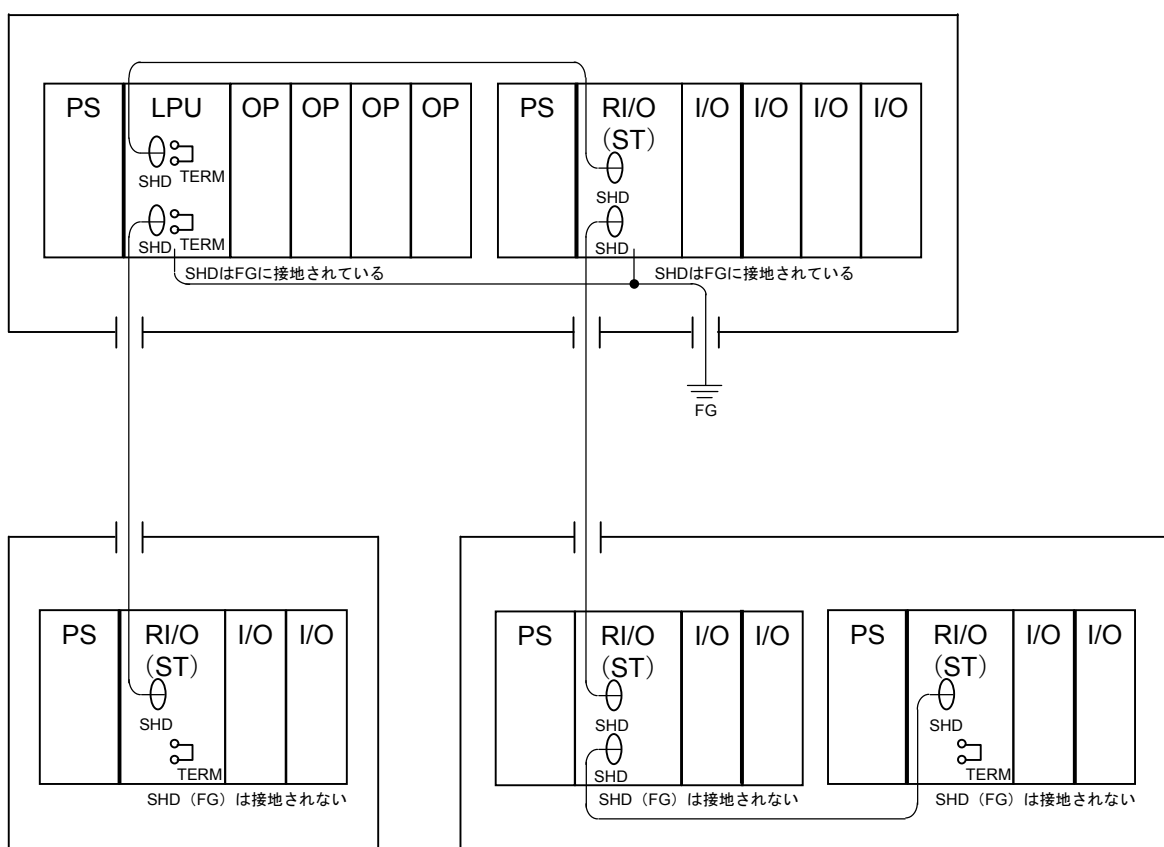 PS
LPU
OP
OP
OP
OP
SHD
TERM
SHD
TERM
SHDはFGに接地されている
PS
RI/O
(ST)
I/O
I/O
I/O
I/O
SHD
SHD
SHDはFGに接地されている
FG
PS
RI/O
(ST)
I/O
I/O
SHD
TERM
SHD（FG）は接地されない
PS
RI/O
(ST)
I/O
I/O
SHD
SHD
SHD（FG）は接地されない
PS
RI/O
(ST)
I/O
I/O
SHD
TERM
SHD（FG）は接地されない